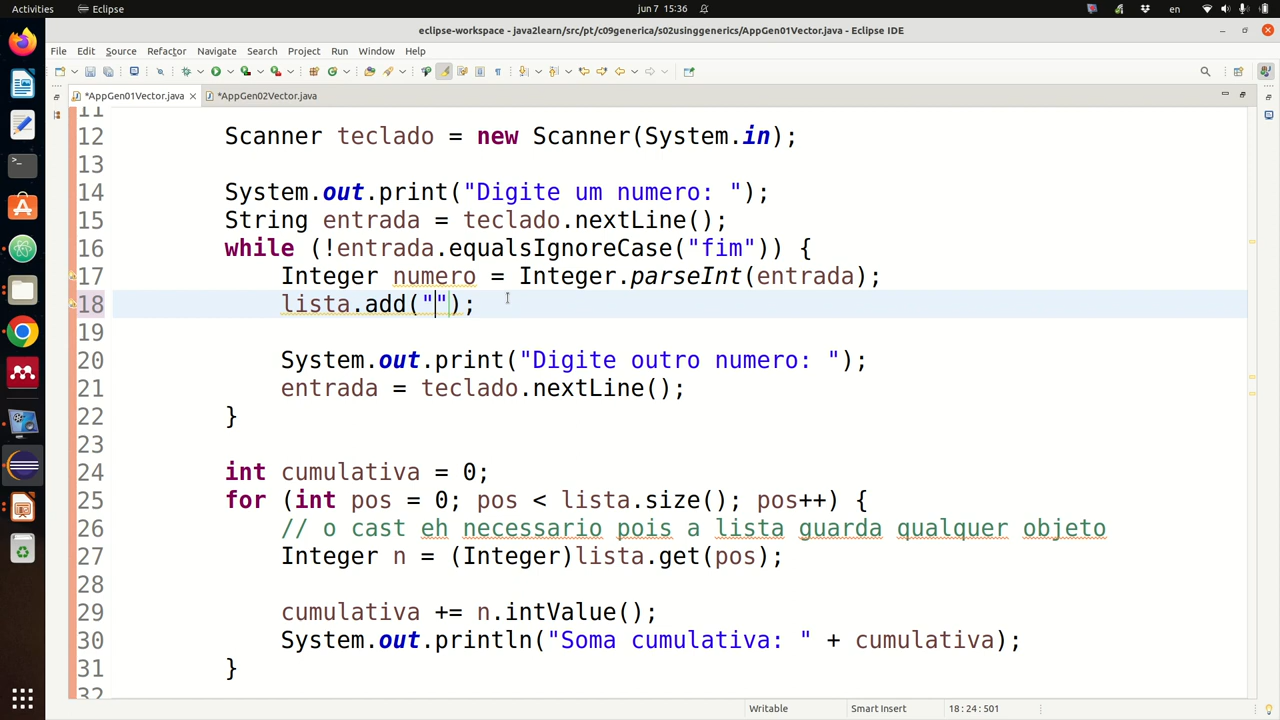 Activities
jun 7 15:36
en
eclipse-workspace - java2learn/src/pt/c09generica/s02usinggenerics/AppGen01Vector.java - Eclipse IDE
File Edit Source Refactor Navigate Search Project Run Window Help
*AppGen01Vector.java *AppGen02Vector.java
11
12 Scanner teclado = new Scanner(System.in);
13
14 System.out.print("Digite um numero: ");
15 String entrada = teclado.nextLine();
16 while (!entrada.equalsIgnoreCase("fim")) {
17 Integer numero = Integer.parseInt(entrada);
18 lista.add("");
19
20 System.out.print("Digite outro numero: ");
21 entrada = teclado.nextLine();
22 }
23
24 int cumulativa = 0;
25 for (int pos = 0; pos < lista.size(); pos++) {
26 // o cast eh necessario pois a lista guarda qualquer objeto
27 Integer n = (Integer)lista.get(pos);
28
29 cumulativa += n.intValue();
30 System.out.println("Soma cumulativa: " + cumulativa);
31 }
32
Writable Smart Insert 18 : 24 : 501